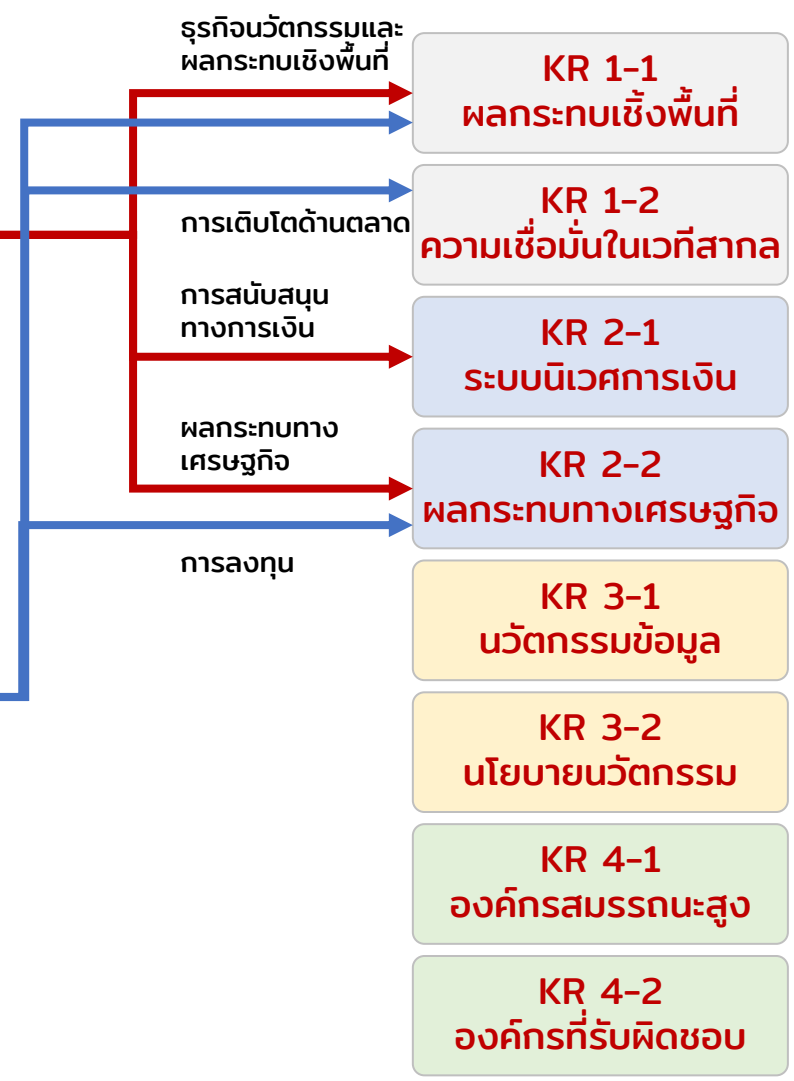 ธุรกิจนวัตกรรมและ
ผลกระทบเชิงพื้นที่
KR 1-1
ผลกระทบเชิ้งพื้นที่
KR 1-2
การเติบโตด้านตลาด
ความเชื่อมั่นในเวทีสากล
การสนับสนุน
ทางการเงิน
KR 2-1
ระบบนิเวศการเงิน
ผลกระทบทาง
เศรษฐกิจ
KR 2-2
ผลกระทบทางเศรษฐกิจ
การลงทุน
KR 3-1
นวัตกรรมข้อมูล
KR 3-2
นโยบายนวัตกรรม
KR 4-1
องค์กรสมรรถนะสูง
KR 4-2
องค์กรที่รับผิดชอบ